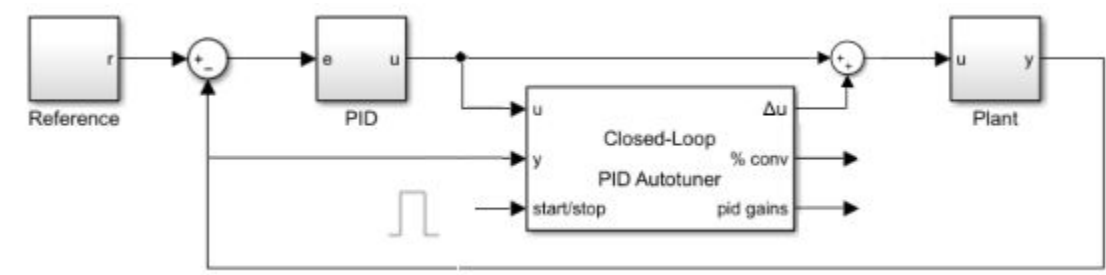 r
+
−
e
u
+
+
u
y
Reference
PID
Plant
u
Δu
Closed-Loop
y
% conv
PID Autotuner
start/stop
pid gains